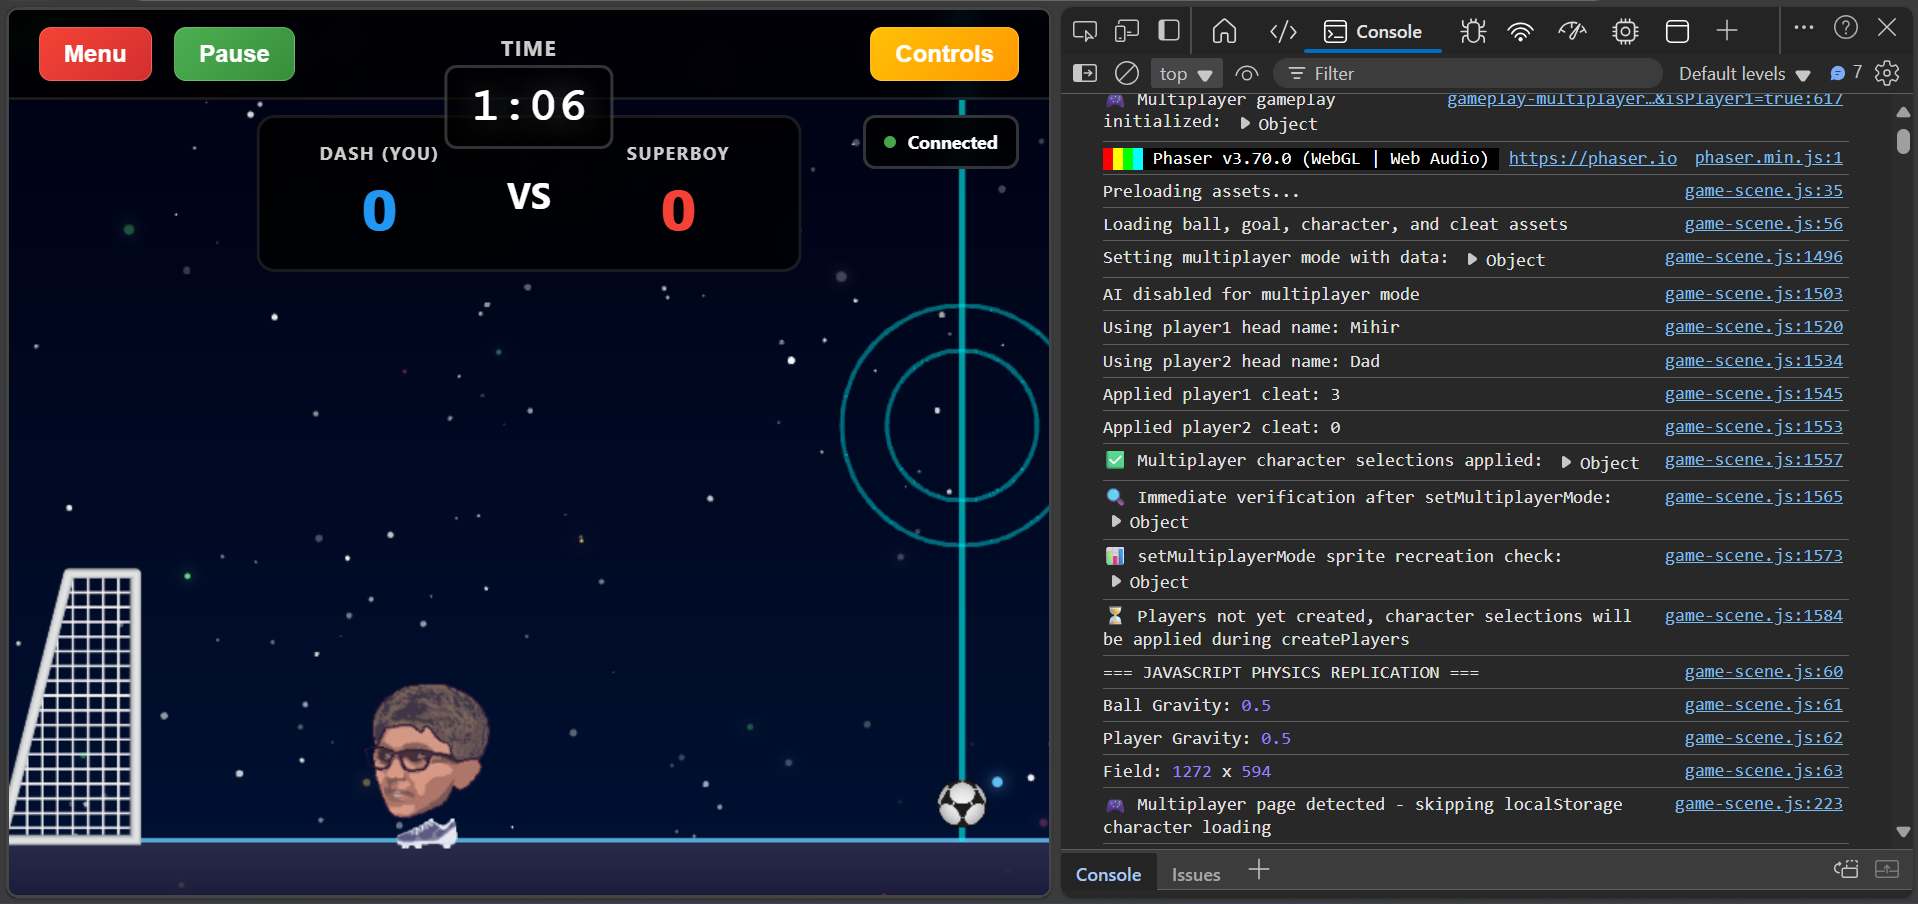 Menu
Pause
TIME
1:06
Controls
DASH (YOU)
0
VS
SUPERBOY
0
Connected
Console
top
Filter
Default levels
7
Multiplayer gameplay initialized: Object
gameplay-multiplayer…&isPlayer1=true:617
Phaser v3.70.0 (WebGL | Web Audio) https://phaser.io phaser.min.js:1
Preloading assets... game-scene.js:35
Loading ball, goal, character, and cleat assets game-scene.js:56
Setting multiplayer mode with data: Object game-scene.js:1496
AI disabled for multiplayer mode game-scene.js:1503
Using player1 head name: Mihir game-scene.js:1520
Using player2 head name: Dad game-scene.js:1534
Applied player1 cleat: 3 game-scene.js:1545
Applied player2 cleat: 0 game-scene.js:1553
✅ Multiplayer character selections applied: Object game-scene.js:1557
🔍 Immediate verification after setMultiplayerMode: game-scene.js:1565
Object
📊 setMultiplayerMode sprite recreation check: game-scene.js:1573
Object
⏳ Players not yet created, character selections will game-scene.js:1584
be applied during createPlayers
=== JAVASCRIPT PHYSICS REPLICATION === game-scene.js:60
Ball Gravity: 0.5 game-scene.js:61
Player Gravity: 0.5 game-scene.js:62
Field: 1272 x 594 game-scene.js:63
🎮 Multiplayer page detected - skipping localStorage game-scene.js:223
character loading
Console
Issues